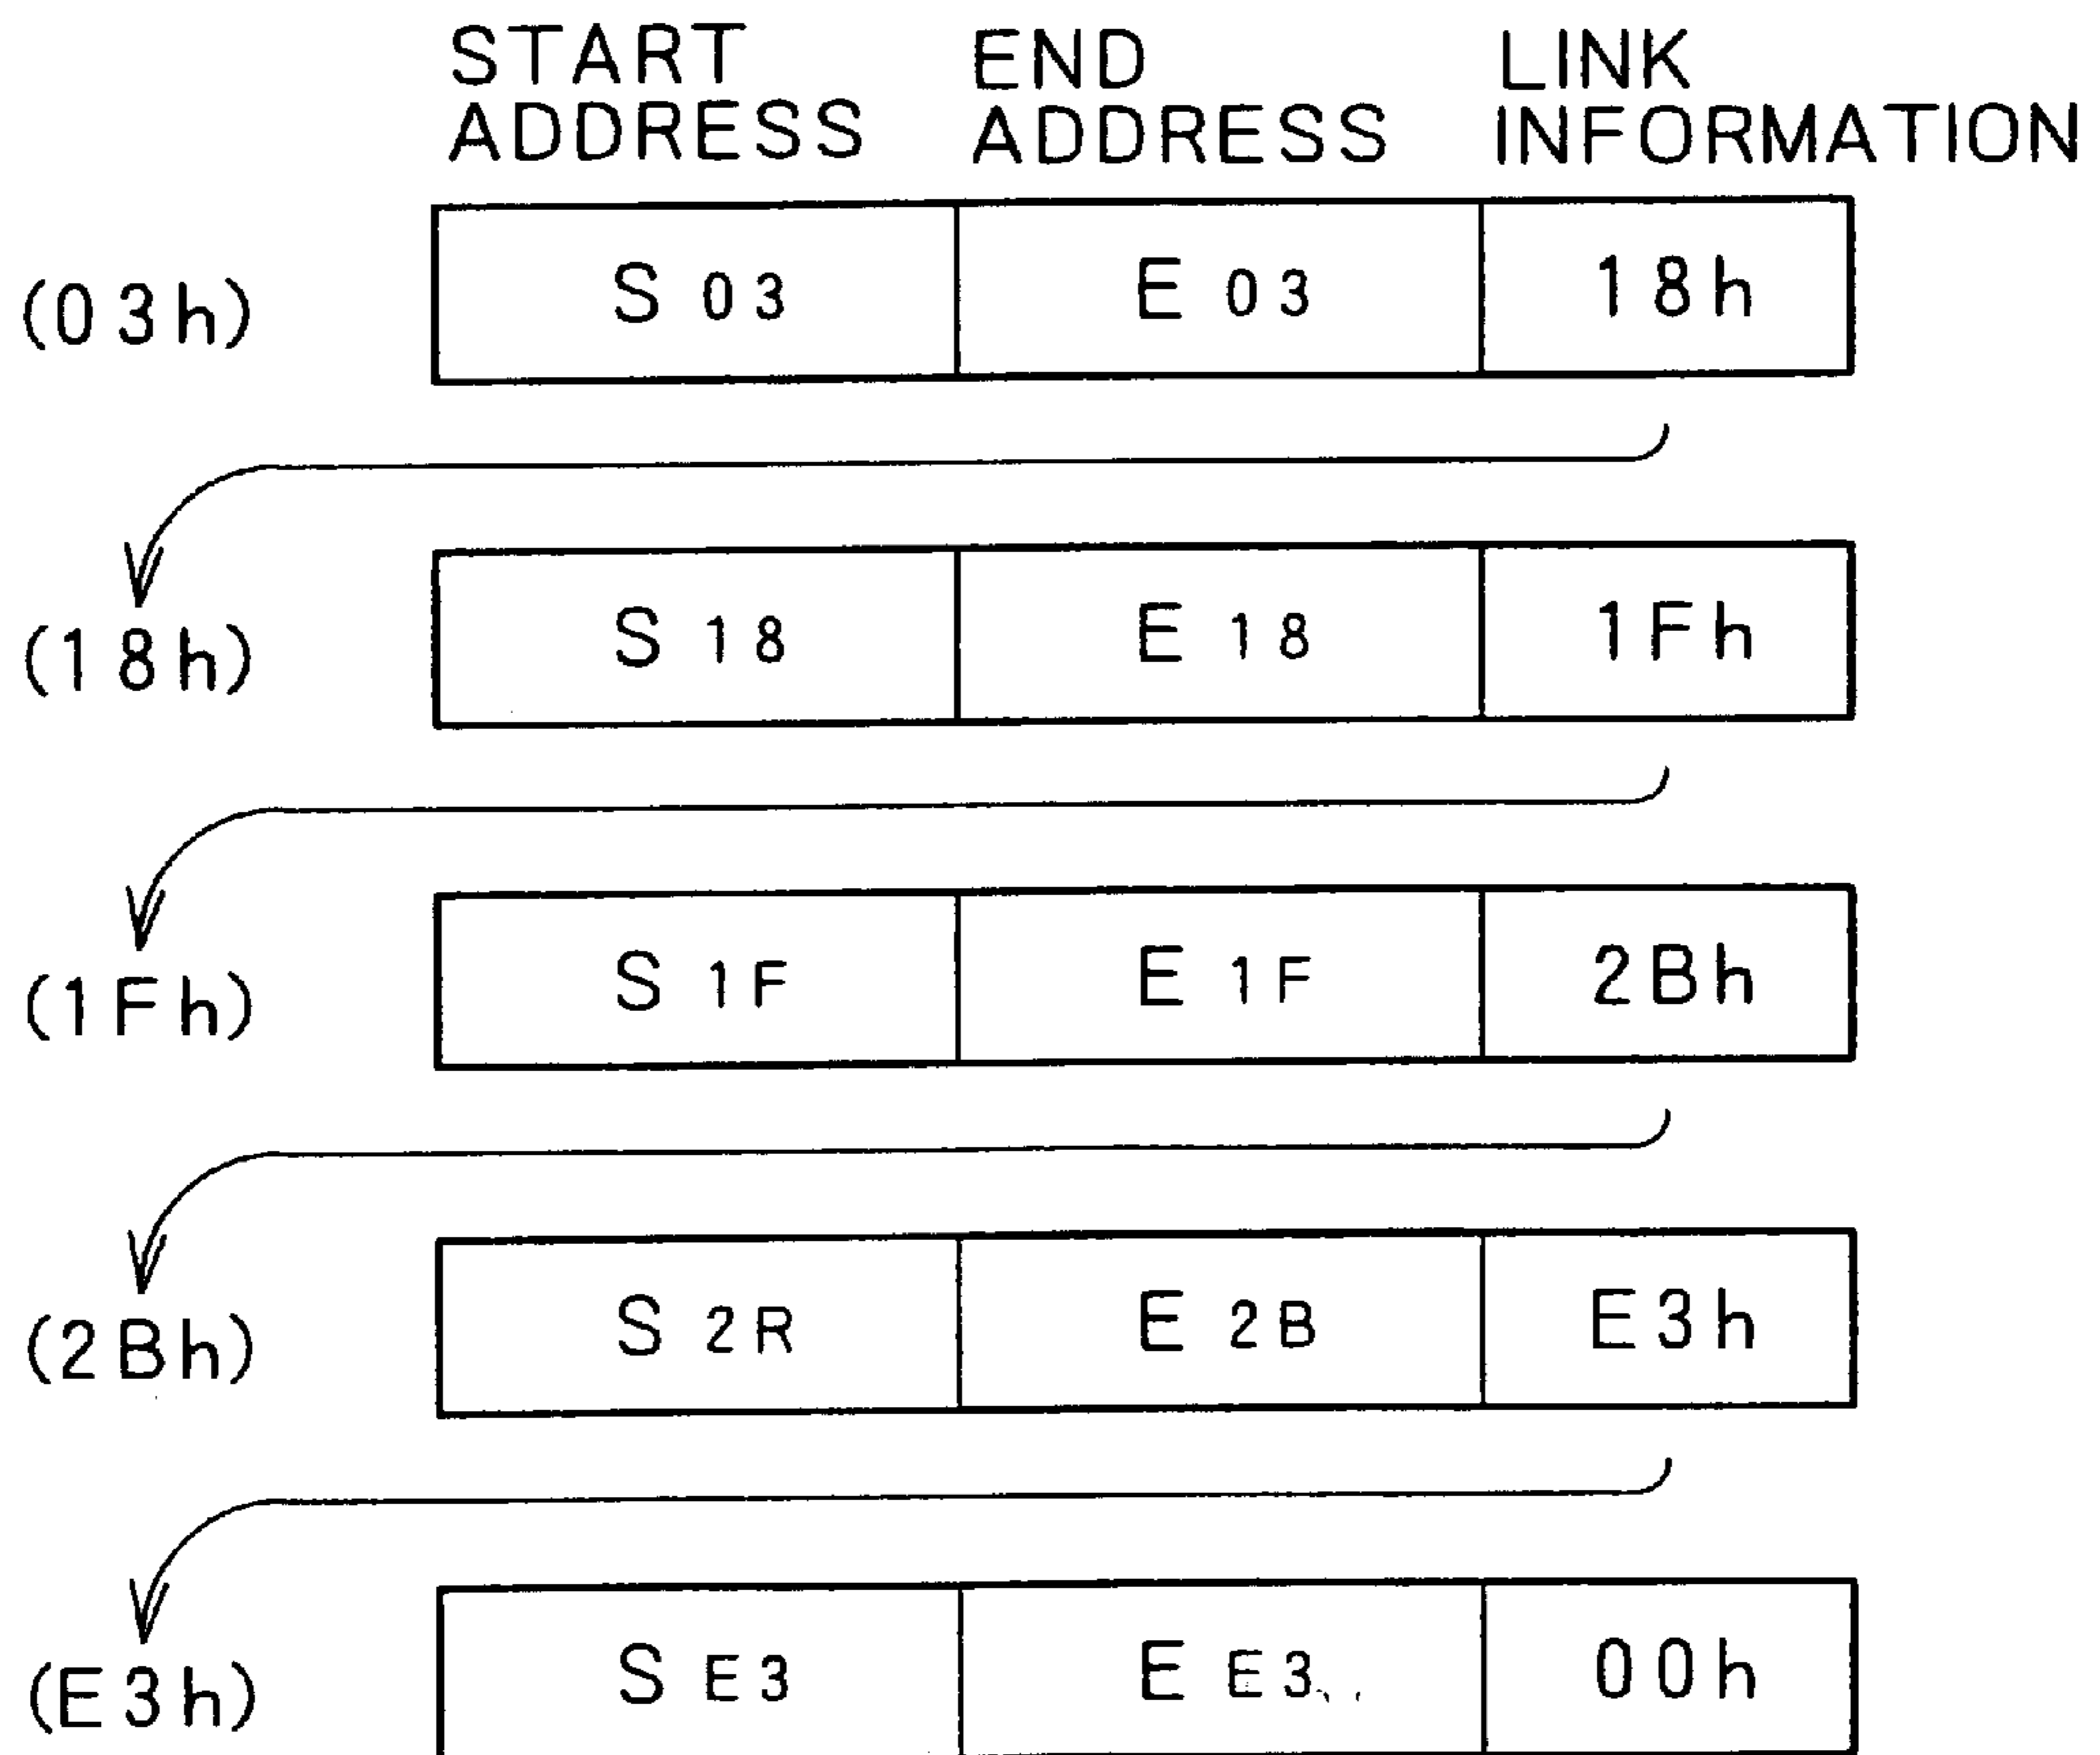 START END LINK
ADDRESS ADDRESS INFORMATION
(03h) S 03 E 03 18h
(18h) S 18 E 18 1Fh
(1Fh) S 1F E 1F 2Bh
(2Bh) S 2R E 2B E3h
(E3h) S E3 E E3 00h